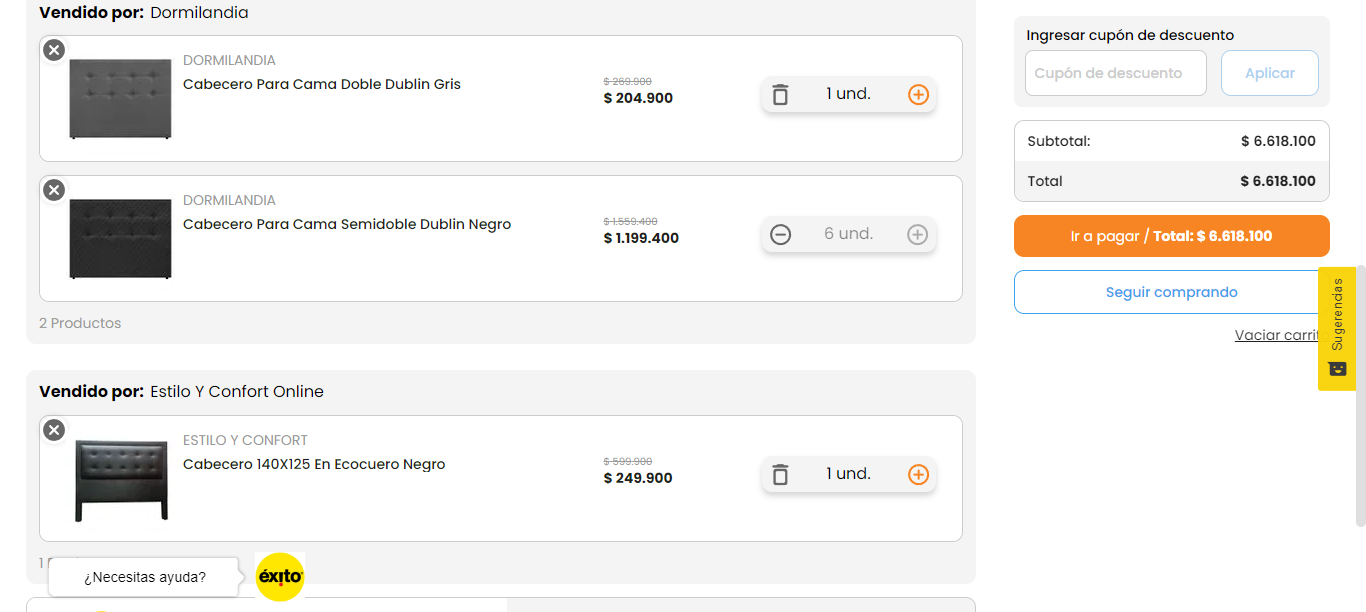 Vendido por: Dormilandia
DORMILANDIA
Cabecero Para Cama Doble Dublin Gris
$ 269.900
$ 204.900
1 und.
DORMILANDIA
Cabecero Para Cama Semidoble Dublin Negro
$ 1.559.400
$ 1.199.400
6 und.
2 Productos
Vendido por: Estilo Y Confort Online
ESTILO Y CONFORT
Cabecero 140X125 En Ecocuero Negro
$ 599.900
$ 249.900
1 und.
1
¿Necesitas ayuda?
éxito
Ingresar cupón de descuento
Cupón de descuento
Aplicar
Subtotal: $ 6.618.100
Total $ 6.618.100
Ir a pagar / Total: $ 6.618.100
Seguir comprando
Vaciar carrit
Sugerendas